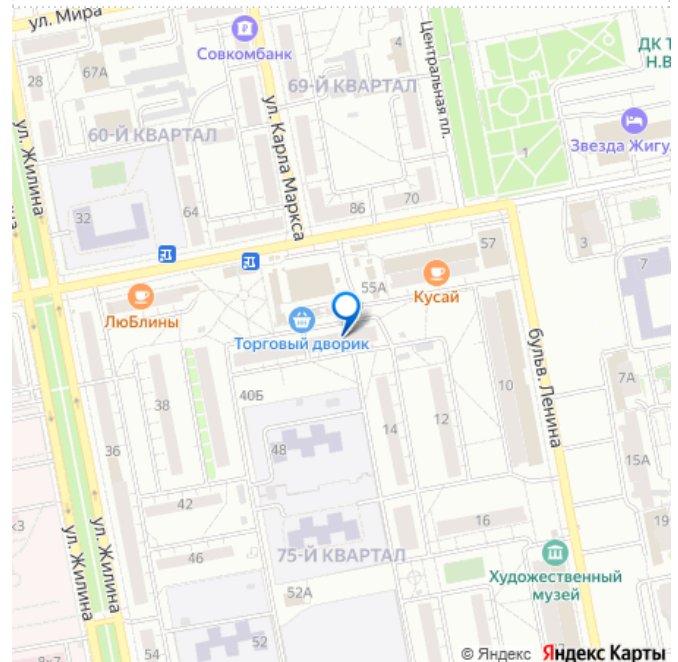 ул. Мира
Совкомбанк
4
ДК Т
Н.В
28
67А
69-Й КВАРТАЛ
Центральная пл.
ул. Карла Маркса
60-Й КВАРТАЛ
ул. Жилина
1
Звезда Жигу
32
64
86
70
57
3
7
55А
ЛюБлины
Кусай
Торговый дворик
бульв. Ленина
40Б
38
10
7А
36
48
14
12
15А
42
16
19
х3
ул. Жилина
ул. Жилина
46
75-Й КВАРТАЛ
Художественный
музей
52А
54
52
8х7
© Яндекс Яндекс Карты